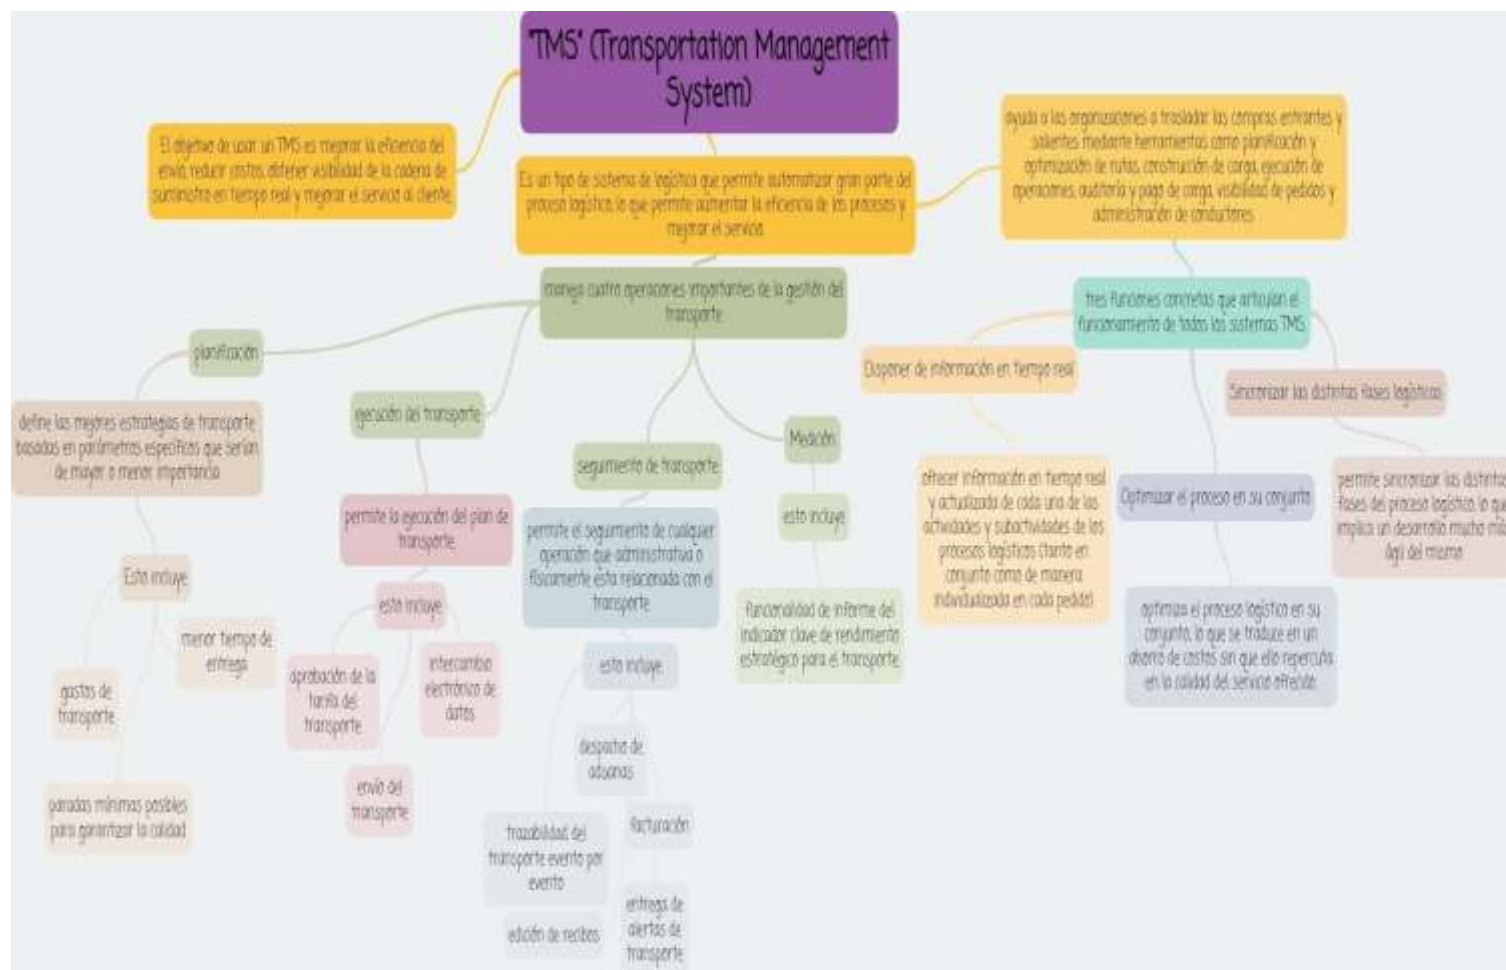 "TMS" (Transportation Management
System)
El objetivo de usar un TMS es mejorar la eficiencia del
envío, reducir costos, obtener visibilidad de la cadena de
suministro en tiempo real y mejorar el servicio al cliente.
Es un tipo de sistema de logística que permite automatizar gran parte del
proceso logístico, lo que permite aumentar la eficiencia de los procesos y
mejorar el servicio
ayuda a las organizaciones a trasladar las compras entrantes y
salientes mediante herramientas como planificación y
optimización de rutas, construcción de carga, ejecución de
operaciones, auditoría y pago de carga, visibilidad de pedidos y
administración de conductores
maneja cuatro operaciones importantes de la gestión del
transporte
planificación
define las mejores estrategias de transporte
basadas en parámetros específicos que serían
de mayor o menor importancia
Esto incluye
gastos de
transporte
menor tiempo de
entrega
paradas mínimas posibles
para garantizar la calidad
ejecución del transporte
permite la ejecución del plan de
transporte,
esto incluye
aprobación de la
tarifa del
transporte
intercambio
electrónico de
datos
envío del
transporte
seguimiento de transporte
permite el seguimiento de cualquier
operación que administrativa o
físicamente esta relacionada con el
transporte
esto incluye
despacho de
aduanas
facturación
trazabilidad del
transporte evento por
evento
edición de recibos
entrega de
alertas de
transporte
Medición
esto incluye
funcionalidad de informe del
indicador clave de rendimiento
estratégico para el transporte.
tres funciones concretas que articulan el
funcionamiento de todos los sistemas TMS
Disponer de información en tiempo real
ofrecer información en tiempo real
y actualizada de cada una de las
actividades y subactividades de los
procesos logísticos (tanto en
conjunto como de manera
individualizada en cada pedido)
Optimizar el proceso en su conjunto
optimiza el proceso logístico en su
conjunto, lo que se traduce en un
ahorro de costos sin que ello repercuta
en la calidad del servicio ofrecido.
Sincronizar las distintas fases logísticas
permite sincronizar las distintas
fases del proceso logístico, lo que
implica un desarrollo mucho más
ágil del mismo